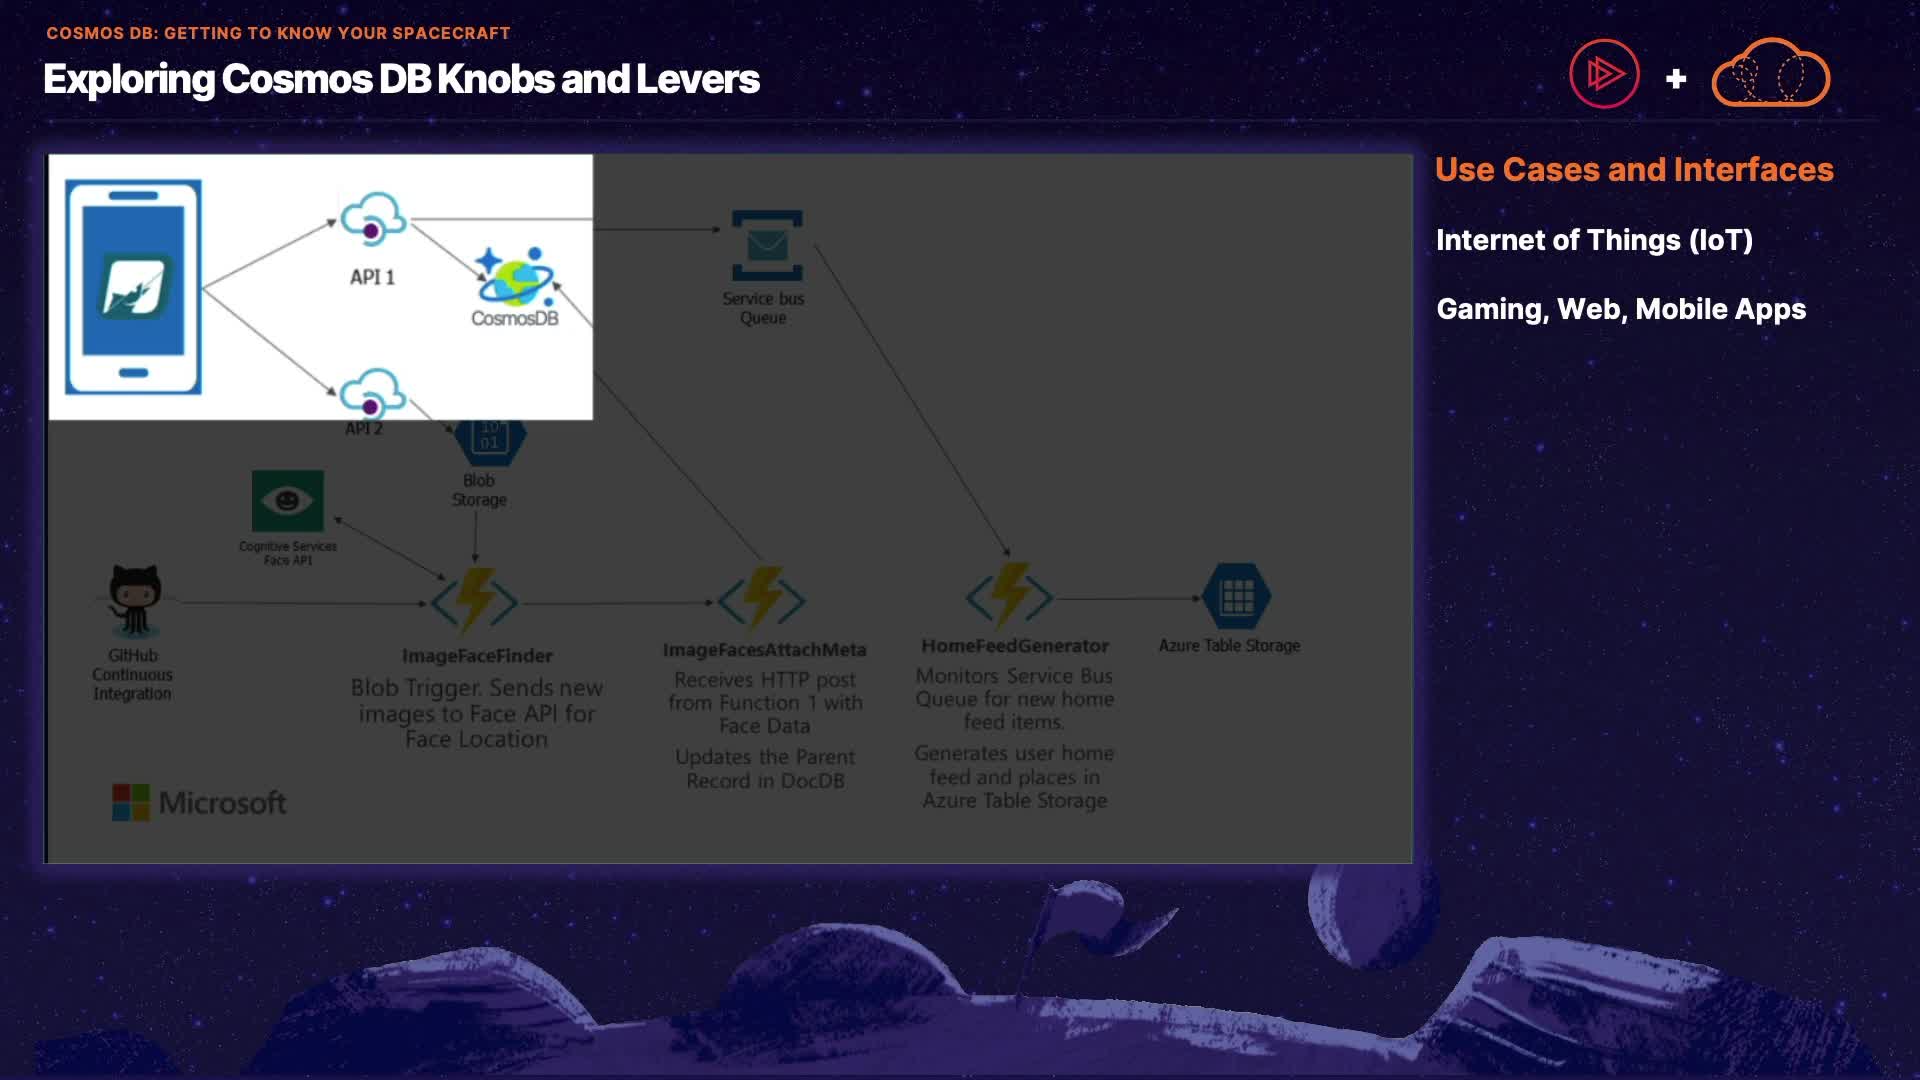 COSMOS DB: GETTING TO KNOW YOUR SPACECRAFT
Exploring Cosmos DB Knobs and Levers
+
Use Cases and Interfaces
Internet of Things (IoT)
Gaming, Web, Mobile Apps
API 1
CosmosDB
Service bus
Queue
API 2
10
01
Blob
Storage
Cognitive Services
Face API
GitHub
Continuous
Integration
ImageFaceFinder
Blob Trigger. Sends new
images to Face API for
Face Location
ImageFacesAttachMeta
Receives HTTP post
from Function 1 with
Face Data
Updates the Parent
Record in DocDB
HomeFeedGenerator
Monitors Service Bus
Queue for new home
feed items.
Generates user home
feed and places in
Azure Table Storage
Azure Table Storage
Microsoft